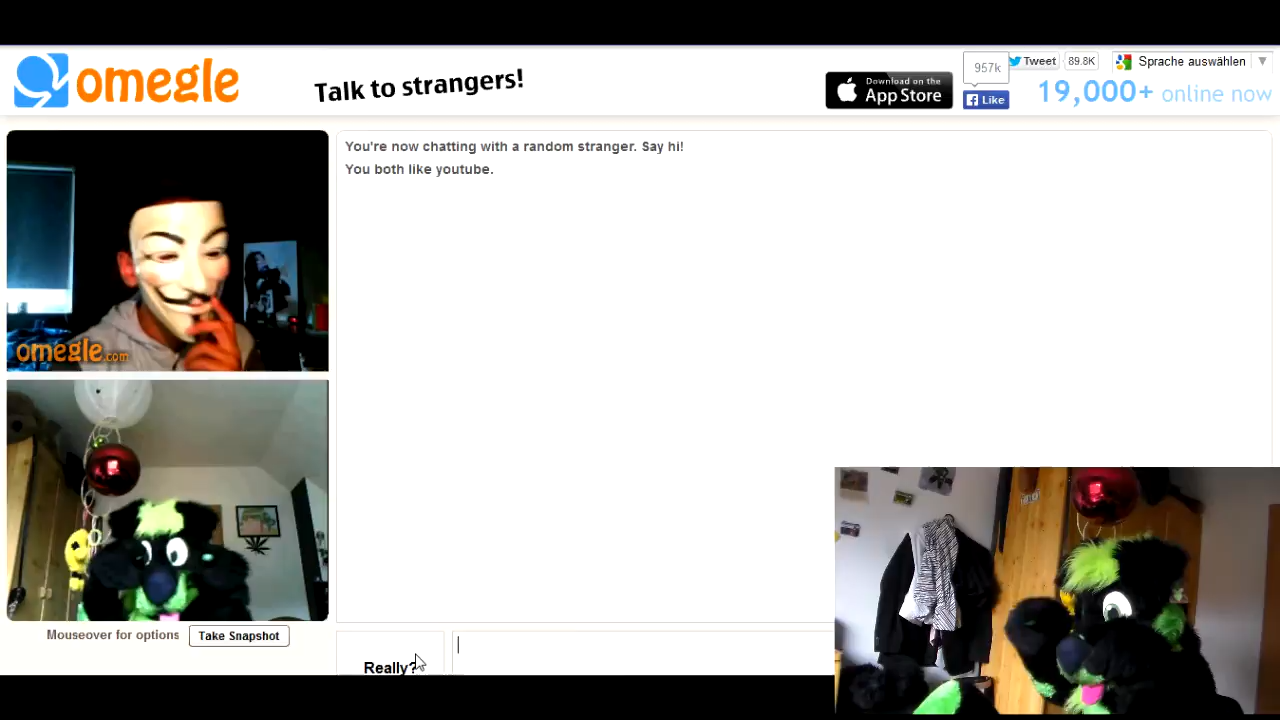 omegle
Talk to strangers!
Download on the
App Store
957k
Like
Tweet
89.8K
Sprache auswählen
19,000+ online now
You're now chatting with a random stranger. Say hi!
You both like youtube.
omegle.com
Mouseover for options
Take Snapshot
Really?